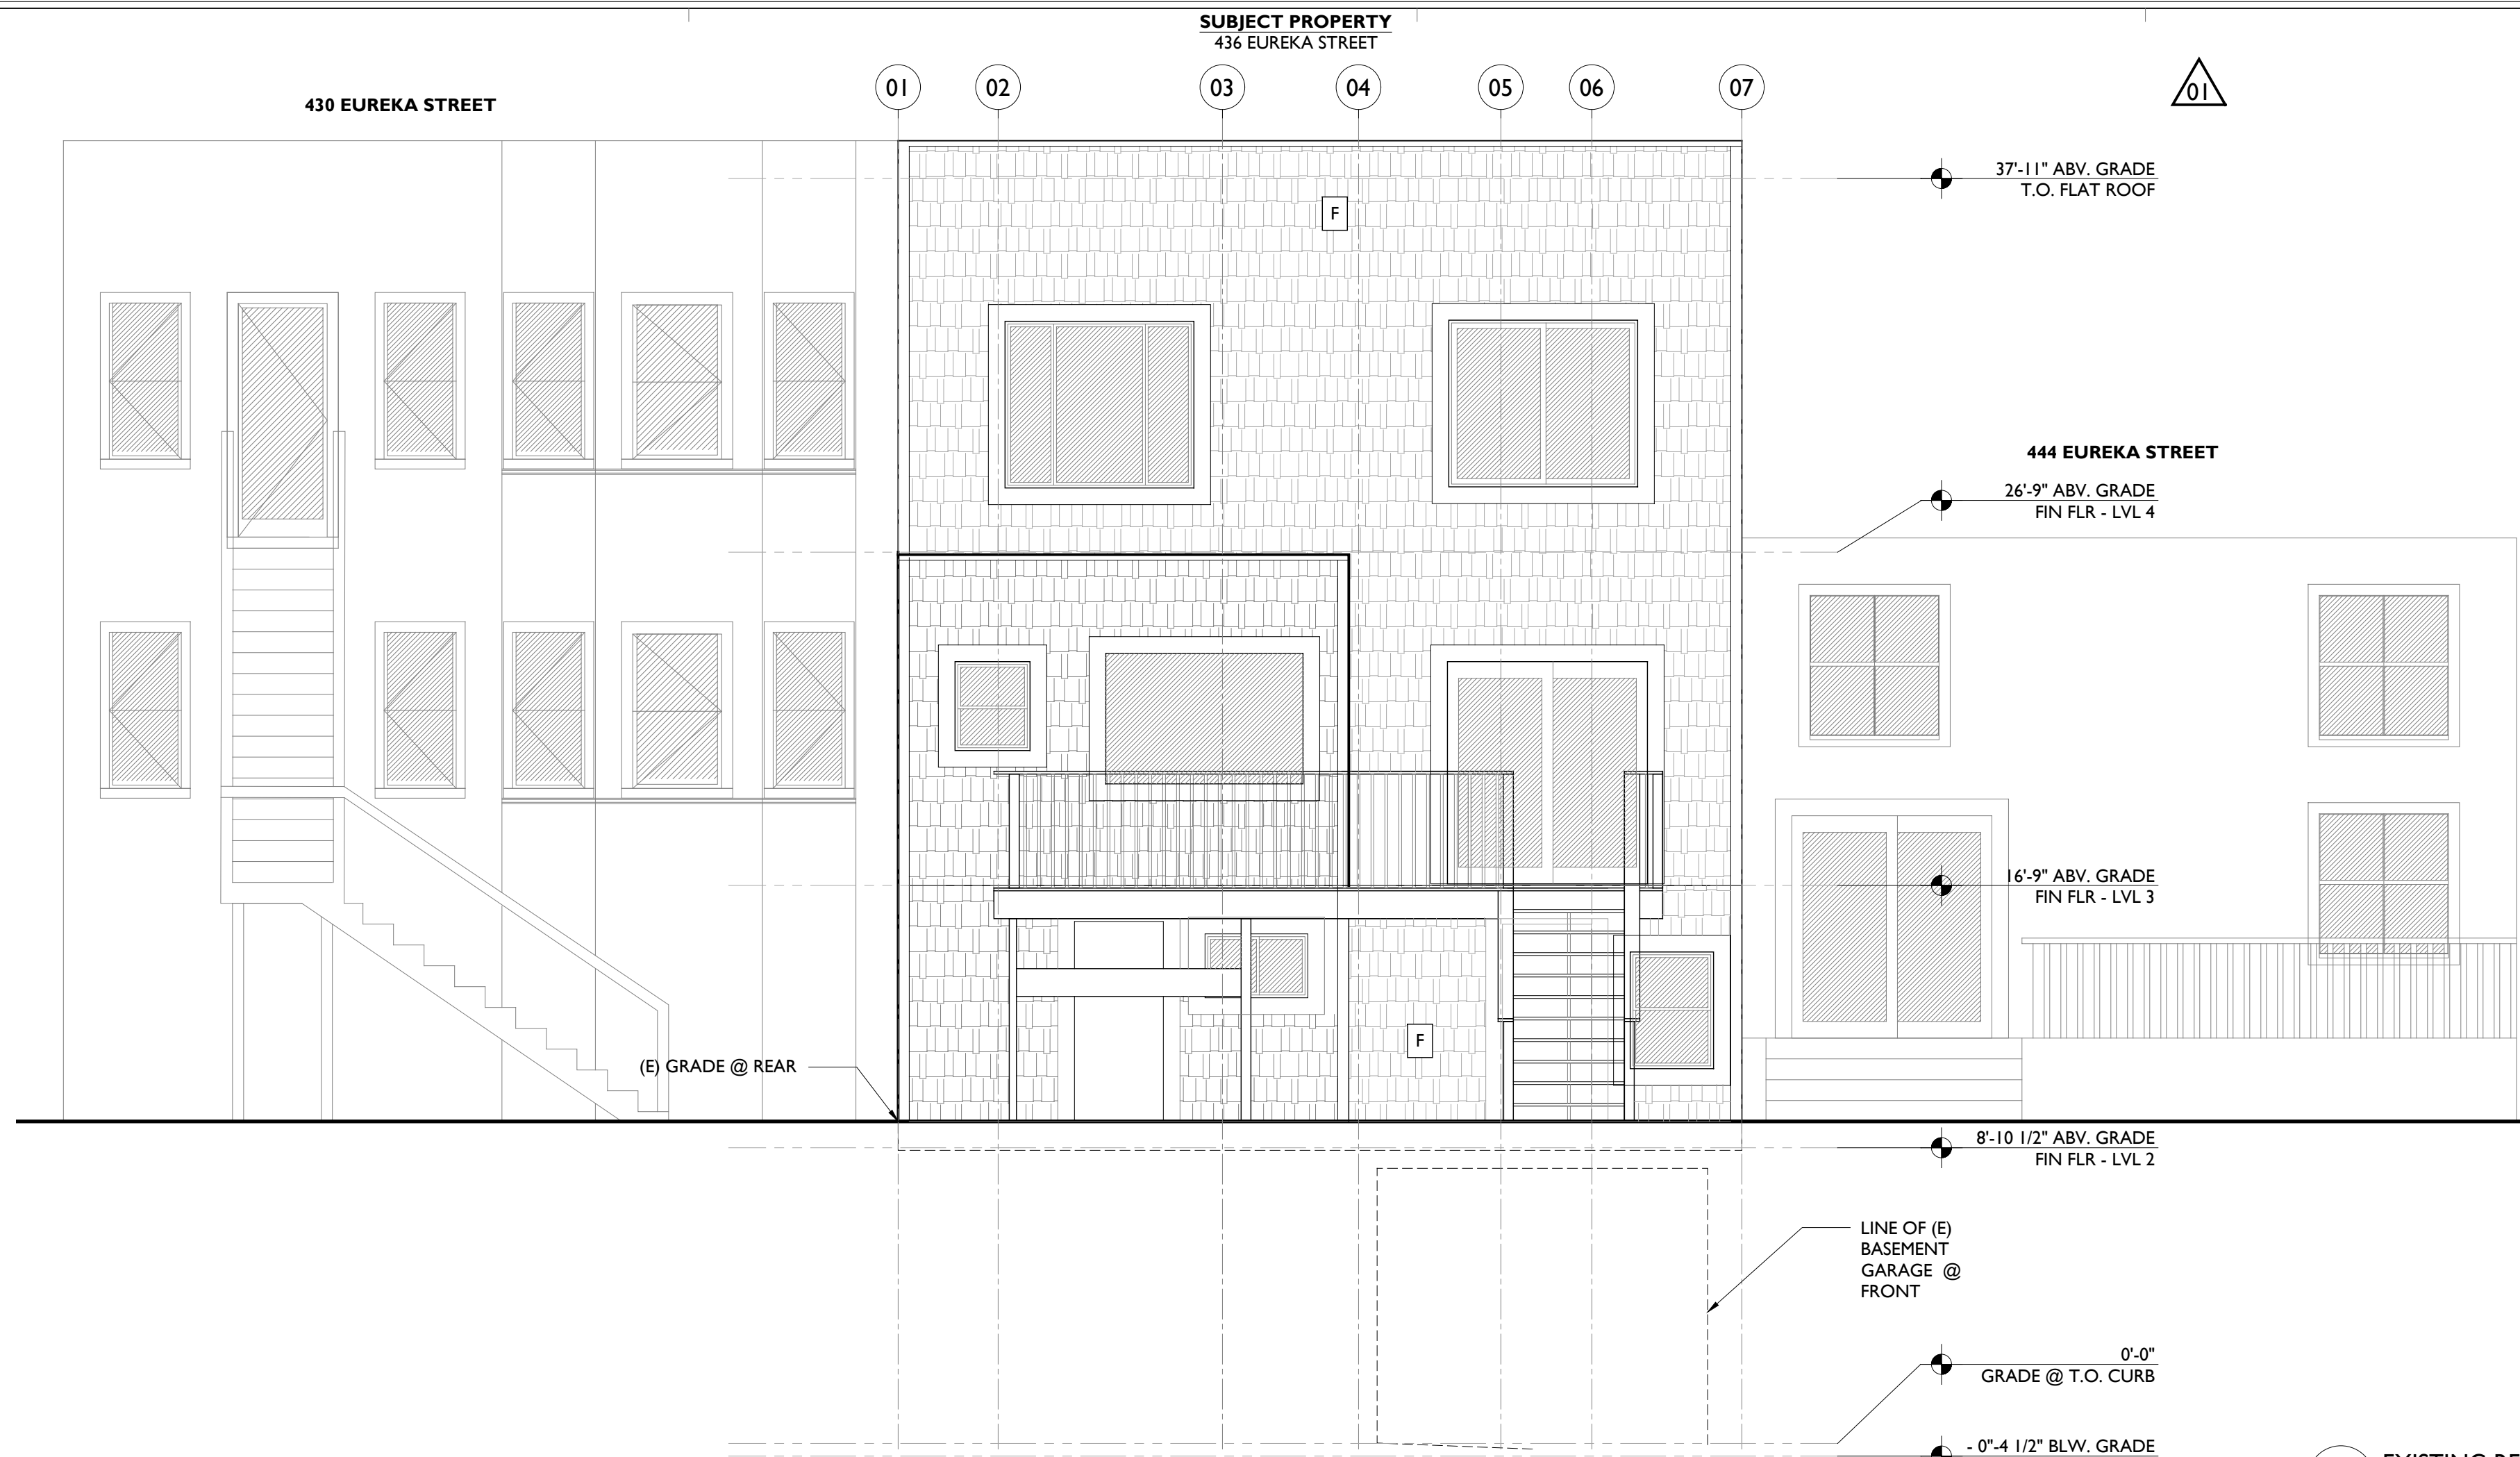 SUBJECT PROPERTY
436 EUREKA STREET
430 EUREKA STREET
01
02
03
04
05
06
07
01
37'-11" ABV. GRADE
T.O. FLAT ROOF
F
444 EUREKA STREET
26'-9" ABV. GRADE
FIN FLR - LVL 4
16'-9" ABV. GRADE
FIN FLR - LVL 3
F
(E) GRADE @ REAR
8'-10 1/2" ABV. GRADE
FIN FLR - LVL 2
LINE OF (E)
BASEMENT
GARAGE @
FRONT
0'-0"
GRADE @ T.O. CURB
- 0"-4 1/2" BLW. GRADE